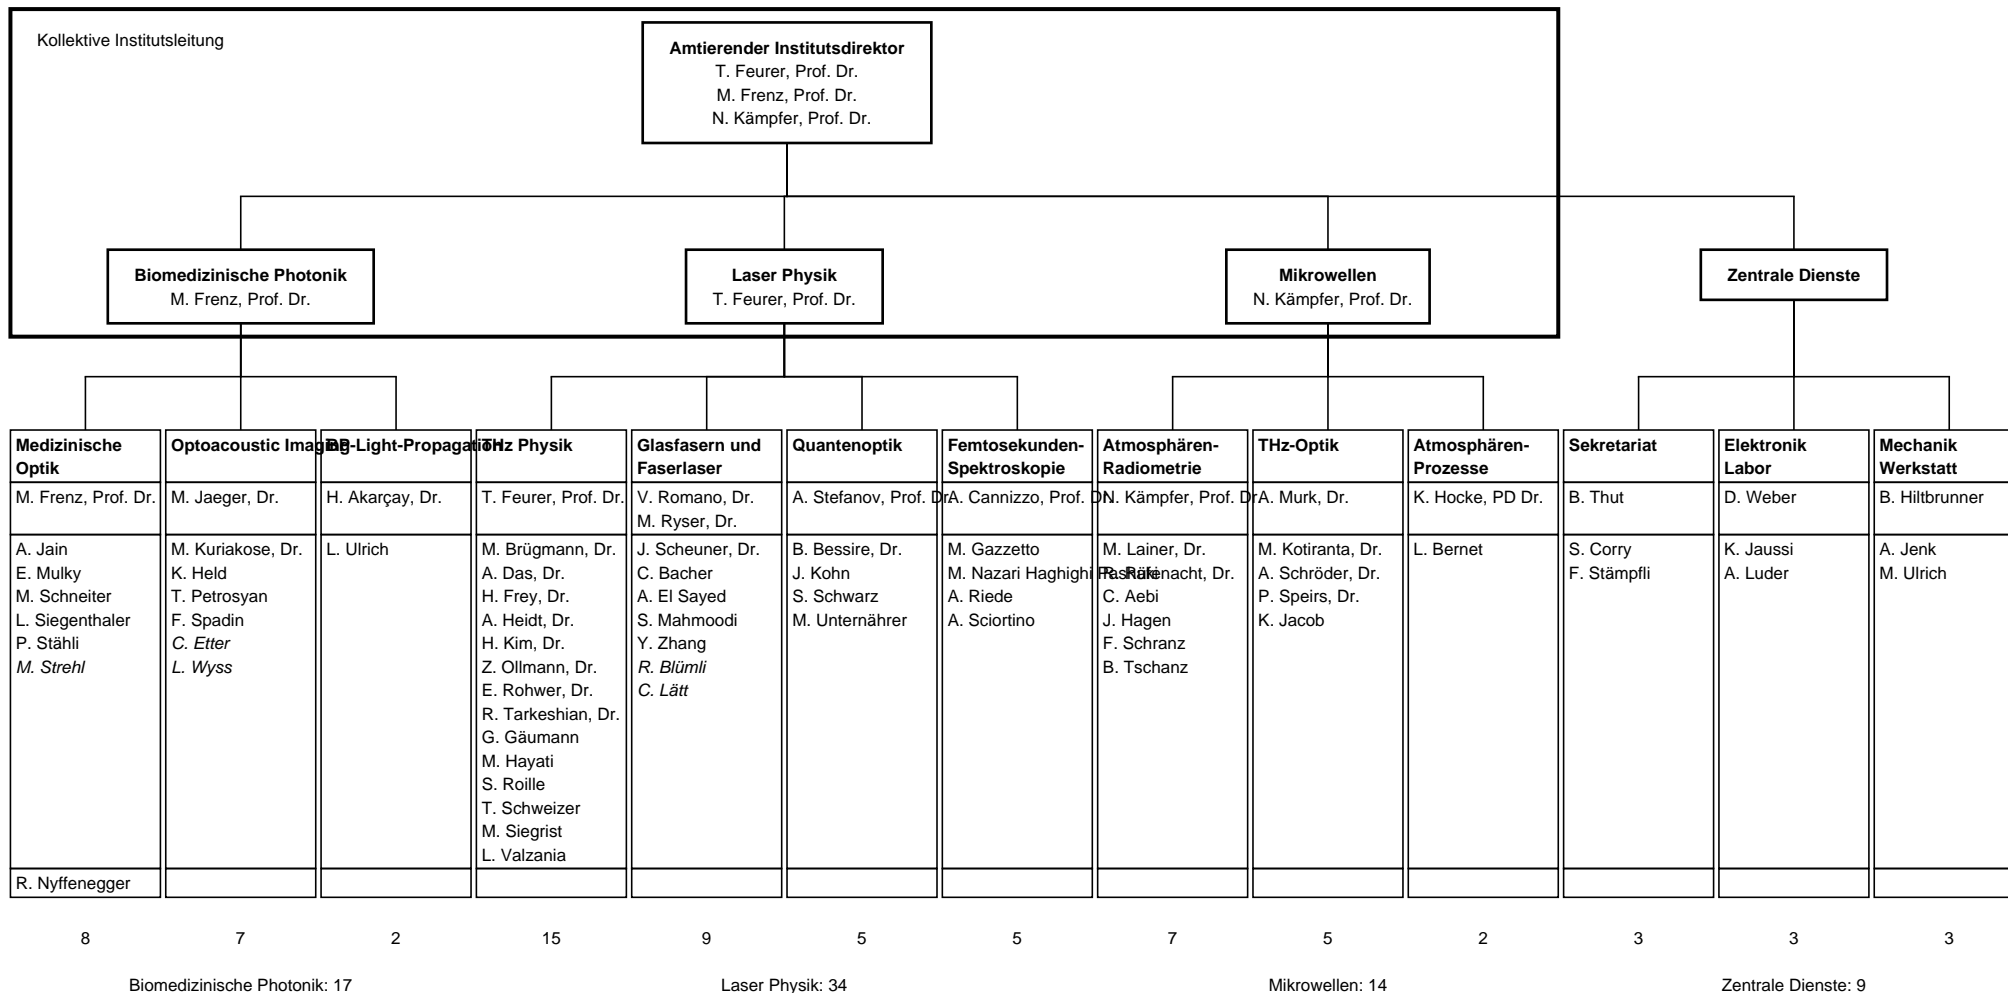 Kollektive Institutsleitung
Amtierender Institutsdirektor
T. Feurer, Prof. Dr.
M. Frenz, Prof. Dr.
N. Kämpfer, Prof. Dr.
Biomedizinische Photonik
M. Frenz, Prof. Dr.
Laser Physik
T. Feurer, Prof. Dr.
Mikrowellen
N. Kämpfer, Prof. Dr.
Zentrale Dienste
Medizinische
Optik
M. Frenz, Prof. Dr.
A. Jain
E. Mulky
M. Schneiter
L. Siegenthaler
P. Stähli
M. Strehl
R. Nyffenegger
Optoacoustic Imaging
M. Jaeger, Dr.
M. Kuriakose, Dr.
K. Held
T. Petrosyan
F. Spadin
C. Etter
L. Wyss
BP-Light-Propagation
H. Akarçay, Dr.
L. Ulrich
THz Physik
T. Feurer, Prof. Dr.
M. Brügmann, Dr.
A. Das, Dr.
H. Frey, Dr.
A. Heidt, Dr.
H. Kim, Dr.
Z. Ollmann, Dr.
E. Rohwer, Dr.
R. Tarkeshian, Dr.
G. Gäumann
M. Hayati
S. Roille
T. Schweizer
M. Siegrist
L. Valzania
Glasfasern und
Faserlaser
V. Romano, Dr.
M. Ryser, Dr.
J. Scheuner, Dr.
C. Bacher
A. El Sayed
S. Mahmoodi
Y. Zhang
R. Blümli
C. Lätt
Quantenoptik
A. Stefanov, Prof. Dr.
B. Bessire, Dr.
J. Kohn
S. Schwarz
M. Unternährer
Femtosekunden-
Spektroskopie
A. Cannizzo, Prof. Dr.
M. Gazzetto
M. Nazari Haghighi Pashaki
A. Riede
A. Sciortino
Atmosphären-
Radiometrie
N. Kämpfer, Prof. Dr.
M. Lainer, Dr.
R. Rüfenacht, Dr.
C. Aebi
J. Hagen
F. Schranz
B. Tschanz
THz-Optik
A. Murk, Dr.
M. Kotiranta, Dr.
A. Schröder, Dr.
P. Speirs, Dr.
K. Jacob
Atmosphären-
Prozesse
K. Hocke, PD Dr.
L. Bernet
Sekretariat
B. Thut
S. Corry
F. Stämpfli
Elektronik
Labor
D. Weber
K. Jaussi
A. Luder
Mechanik
Werkstatt
B. Hiltbrunner
A. Jenk
M. Ulrich
8 7 2 15 9 5 5 7 5 2 3 3 3
Biomedizinische Photonik: 17 Laser Physik: 34 Mikrowellen: 14 Zentrale Dienste: 9